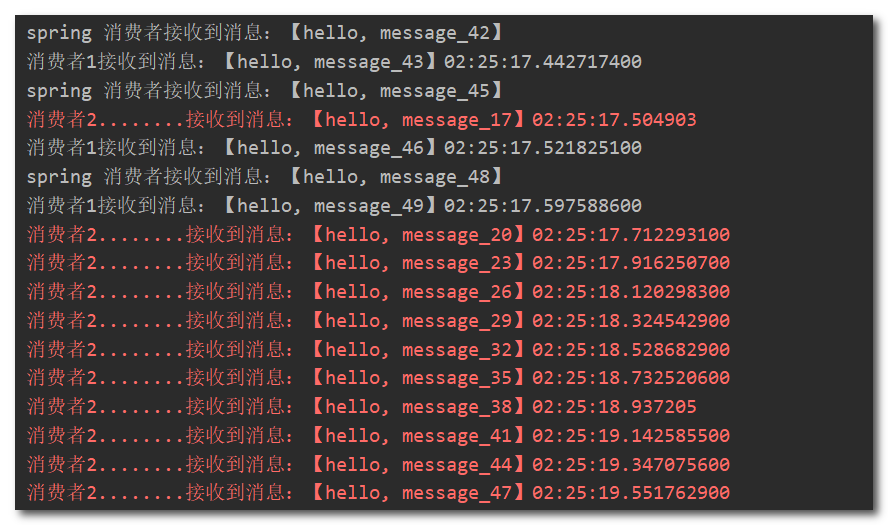 spring 消费者接收到消息：【hello, message_42】
消费者1接收到消息：【hello, message_43】02:25:17.442717400
spring 消费者接收到消息：【hello, message_45】
消费者2........接收到消息：【hello, message_17】02:25:17.504903
消费者1接收到消息：【hello, message_46】02:25:17.521825100
spring 消费者接收到消息：【hello, message_48】
消费者1接收到消息：【hello, message_49】02:25:17.597588600
消费者2........接收到消息：【hello, message_20】02:25:17.712293100
消费者2........接收到消息：【hello, message_23】02:25:17.916250700
消费者2........接收到消息：【hello, message_26】02:25:18.120298300
消费者2........接收到消息：【hello, message_29】02:25:18.324542900
消费者2........接收到消息：【hello, message_32】02:25:18.528682900
消费者2........接收到消息：【hello, message_35】02:25:18.732520600
消费者2........接收到消息：【hello, message_38】02:25:18.937205
消费者2........接收到消息：【hello, message_41】02:25:19.142585500
消费者2........接收到消息：【hello, message_44】02:25:19.347075600
消费者2........接收到消息：【hello, message_47】02:25:19.551762900